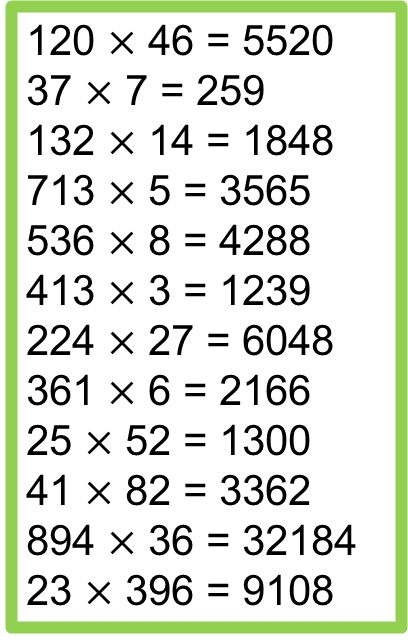 120 × 46 = 5520
37 × 7 = 259
132 × 14 = 1848
713 × 5 = 3565
536 × 8 = 4288
413 × 3 = 1239
224 × 27 = 6048
361 × 6 = 2166
25 × 52 = 1300
41 × 82 = 3362
894 × 36 = 32184
23 × 396 = 9108